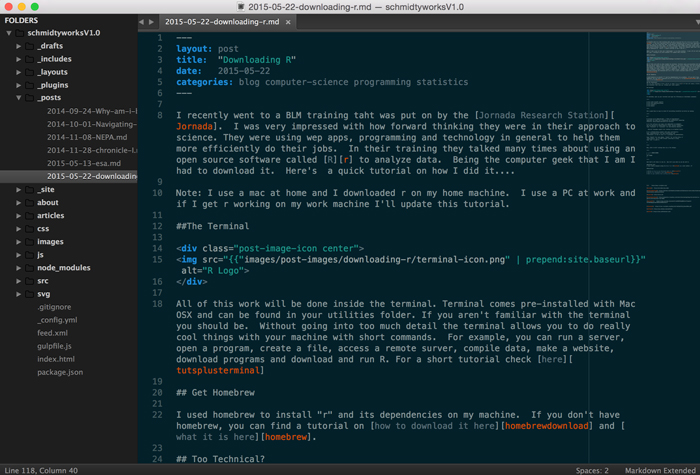 2015-05-22-downloading-r.md — schmidtyworksV1.0
FOLDERS
schmidtyworksV1.0
_drafts
_includes
_layouts
_plugins
_posts
2014-09-24-Why-am-i-
2014-10-01-Navigating-
2014-11-08-NEPA.md
2014-11-28-chronicle-
2015-05-13-esa.md
2015-05-22-downloading
_site
about
articles
css
images
js
node_modules
src
svg
.gitignore
_config.yml
feed.xml
gulpfile.js
index.html
package.json
2015-05-22-downloading-r.md ×
1 ---
2 layout: post
3 title:  "Downloading R"
4 date:   2015-05-22
5 categories: blog computer-science programming statistics
6 ---
7
8 I recently went to a BLM training taht was put on by the [Jornada Research Station][
Jornada].  I was very impressed with how forward thinking they were in their approach to
science. They were using wep apps, programming and technology in general to help them
more efficiently do their jobs.  In their training they talked many times about using an
open source software called [R][r] to analyze data.  Being the computer geek that I am I
had to download it.  Here's  a quick tutorial on how I did it....
9
10 Note: I use a mac at home and I downloaded r on my home machine.  I use a PC at work and
if I get r working on my work machine I'll update this tutorial.
11
12 ##The Terminal
13
14 <div class="post-image-icon center">
15 <img src="{{"images/post-images/downloading-r/terminal-icon.png" | prepend:site.baseurl}}"
alt="R Logo">
16 </div>
17
18 All of this work will be done inside the terminal. Terminal comes pre-installed with Mac
OSX and can be found in your utilities folder. If you aren't familiar with the terminal
you should be.  Without going into too much detail the terminal allows you to do really
cool things with your machine with short commands.  For example, you can run a server,
open a program, create a file, access a remote surver, compile data, make a website,
download programs and download and run R. For a short tutorial check [here][
tutsplusterminal]
19
20 ## Get Homebrew
21
22 I used homebrew to install "r" and its dependencies on my machine.  If you don't have
homebrew, you can find a tutorial on [how to download it here][homebrewdownload] and [
what it is here][homebrew].
23
24 ## Too Technical?
Line 118, Column 40
Spaces: 2
Markdown Extended